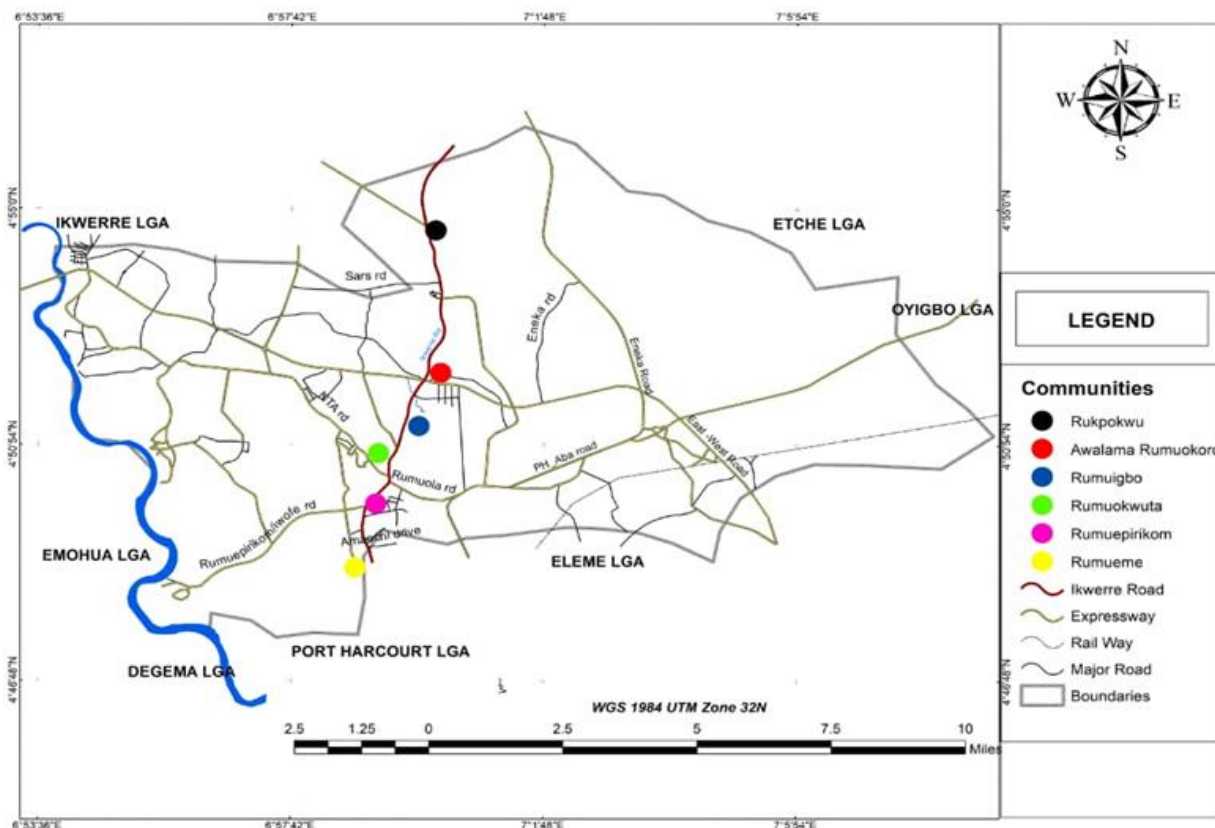 6°53'36"E
6°57'42"E
7°1'48"E
7°5'54"E
N
W
E
S
4°55'0"N
4°55'0"N
IKWERRE LGA
ETCHE LGA
Sars rd
Eneka rd
OYIGBO LGA
LEGEND
Eneka Road
Communities
Rukpokwu
Awalama Rumuokoro
Rumuigbo
Rumuokwuta
Rumuepirikom
Rumueme
Ikwerre Road
Expressway
Rail Way
Major Road
Boundaries
NTA rd
4°50'54"N
4°50'54"N
East -West Road
PH_Aba road
Rumuola rd
Rumuepirikom/iwofe rd
Amaechi drive
EMOHUA LGA
ELEME LGA
PORT HARCOURT LGA
DEGEMA LGA
4°46'48"N
4°46'48"N
WGS 1984 UTM Zone 32N
2.5 1.25 0 2.5 5 7.5 10
Miles
6°53'36"E
6°57'42"E
7°1'48"E
7°5'54"E